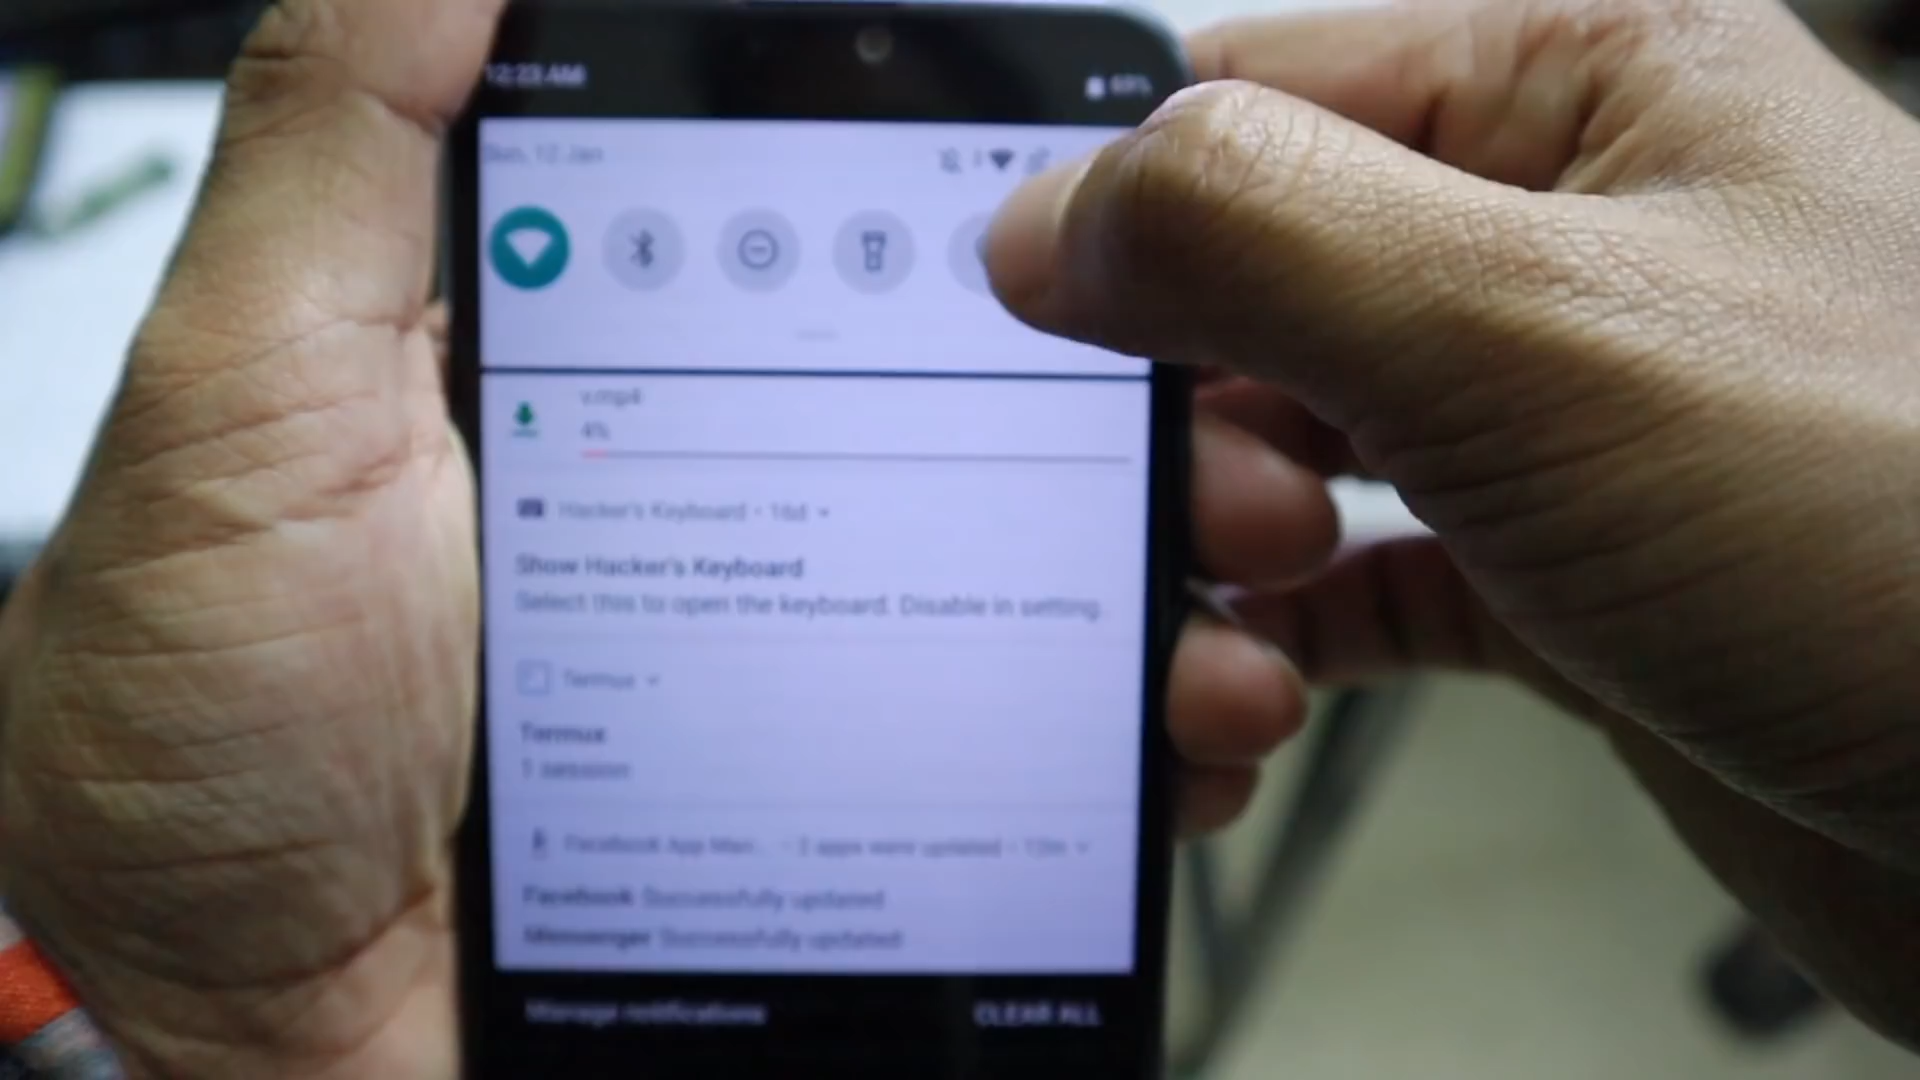 12:23 AM
Sun, 12 Jan
v.mp4
4%
Hacker's Keyboard • 16d
Show Hacker's Keyboard
Select this to open the keyboard. Disable in setting..
Termux
Termux
1 session
Facebook App Man... • 2 apps were updated •
Facebook Successfully updated
Messenger Successfully updated
Manage notifications
CLEAR ALL